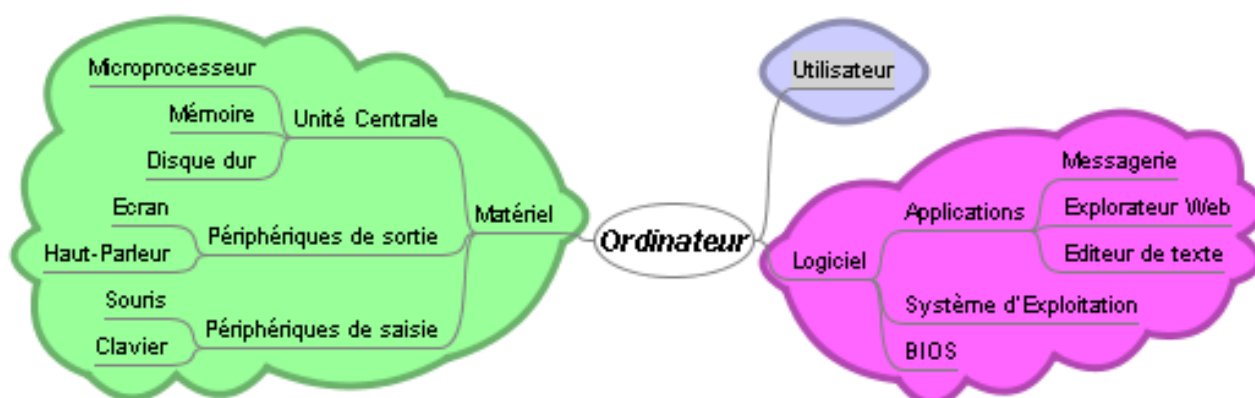 Microprocesseur
Mémoire
Disque dur
Unité Centrale
Ecran
Haut-Parleur
Périphériques de sortie
Souris
Clavier
Périphériques de saisie
Matériel
Ordinateur
Utilisateur
Logiciel
Applications
Messagerie
Explorateur Web
Editeur de texte
Système d'Exploitation
BIOS